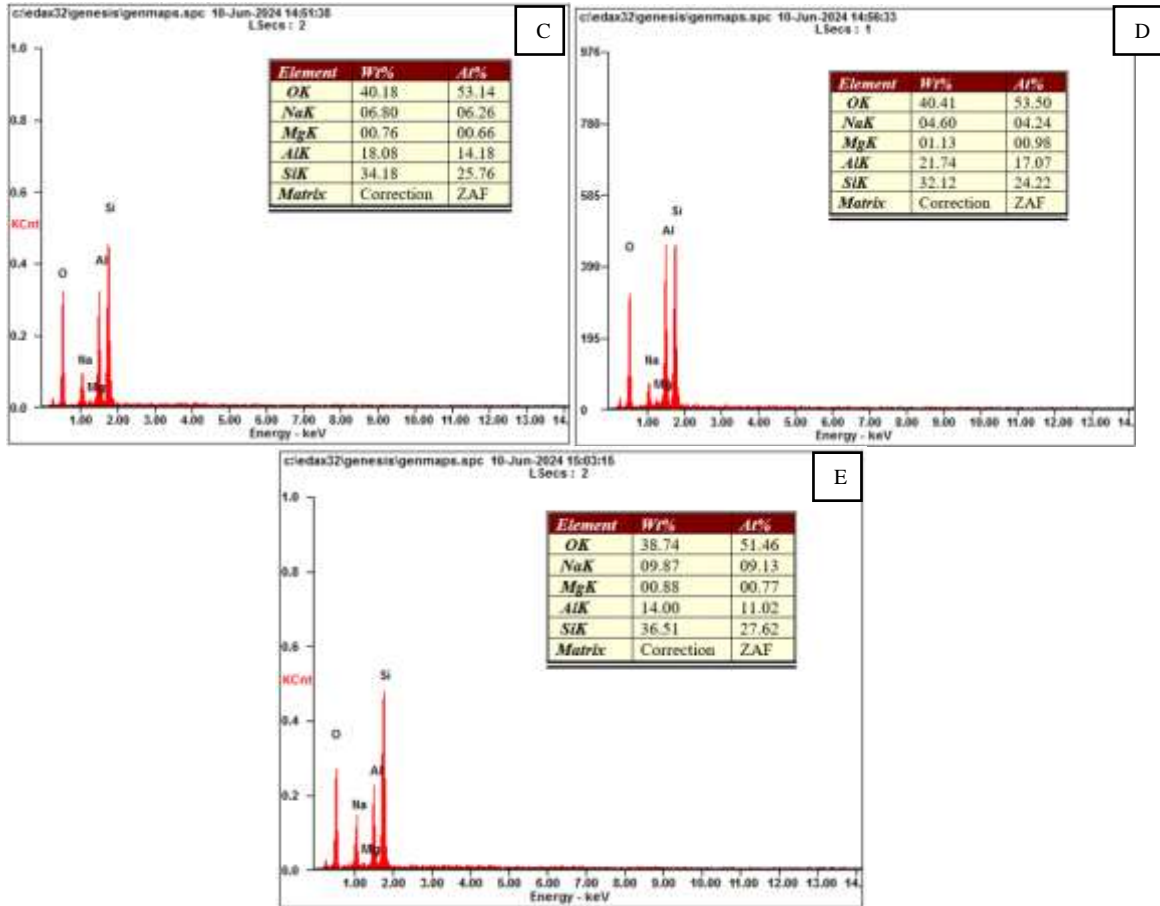 c:\edax32\genesis\genmaps.spc 10-Jun-2024 14:51:38
LSecs : 2
C
1.0
0.8
0.6
KCnt
0.4
0.2
0.0
Element Wt% At%
OK 40.18 53.14
NaK 06.80 06.26
MgK 00.76 00.66
AlK 18.08 14.18
SiK 34.18 25.76
Matrix Correction ZAF
Si
O
Al
Na
Mg
1.00 2.00 3.00 4.00 5.00 6.00 7.00 8.00 9.00 10.00 11.00 12.00 13.00 14.
Energy - keV
c:\edax32\genesis\genmaps.spc 10-Jun-2024 14:56:33
LSecs : 1
D
976
780
585
390
195
0
Element Wt% At%
OK 40.41 53.50
NaK 04.60 04.24
MgK 01.13 00.98
AlK 21.74 17.07
SiK 32.12 24.22
Matrix Correction ZAF
Si
Al
O
Na
Mg
1.00 2.00 3.00 4.00 5.00 6.00 7.00 8.00 9.00 10.00 11.00 12.00 13.00 14.
Energy - keV
c:\edax32\genesis\genmaps.spc 10-Jun-2024 15:03:15
LSecs : 2
E
1.0
0.8
0.6
KCnt
0.4
0.2
0.0
Element Wt% At%
OK 38.74 51.46
NaK 09.87 09.13
MgK 00.88 00.77
AlK 14.00 11.02
SiK 36.51 27.62
Matrix Correction ZAF
Si
O
Al
Na
Mg
1.00 2.00 3.00 4.00 5.00 6.00 7.00 8.00 9.00 10.00 11.00 12.00 13.00 14.
Energy - keV